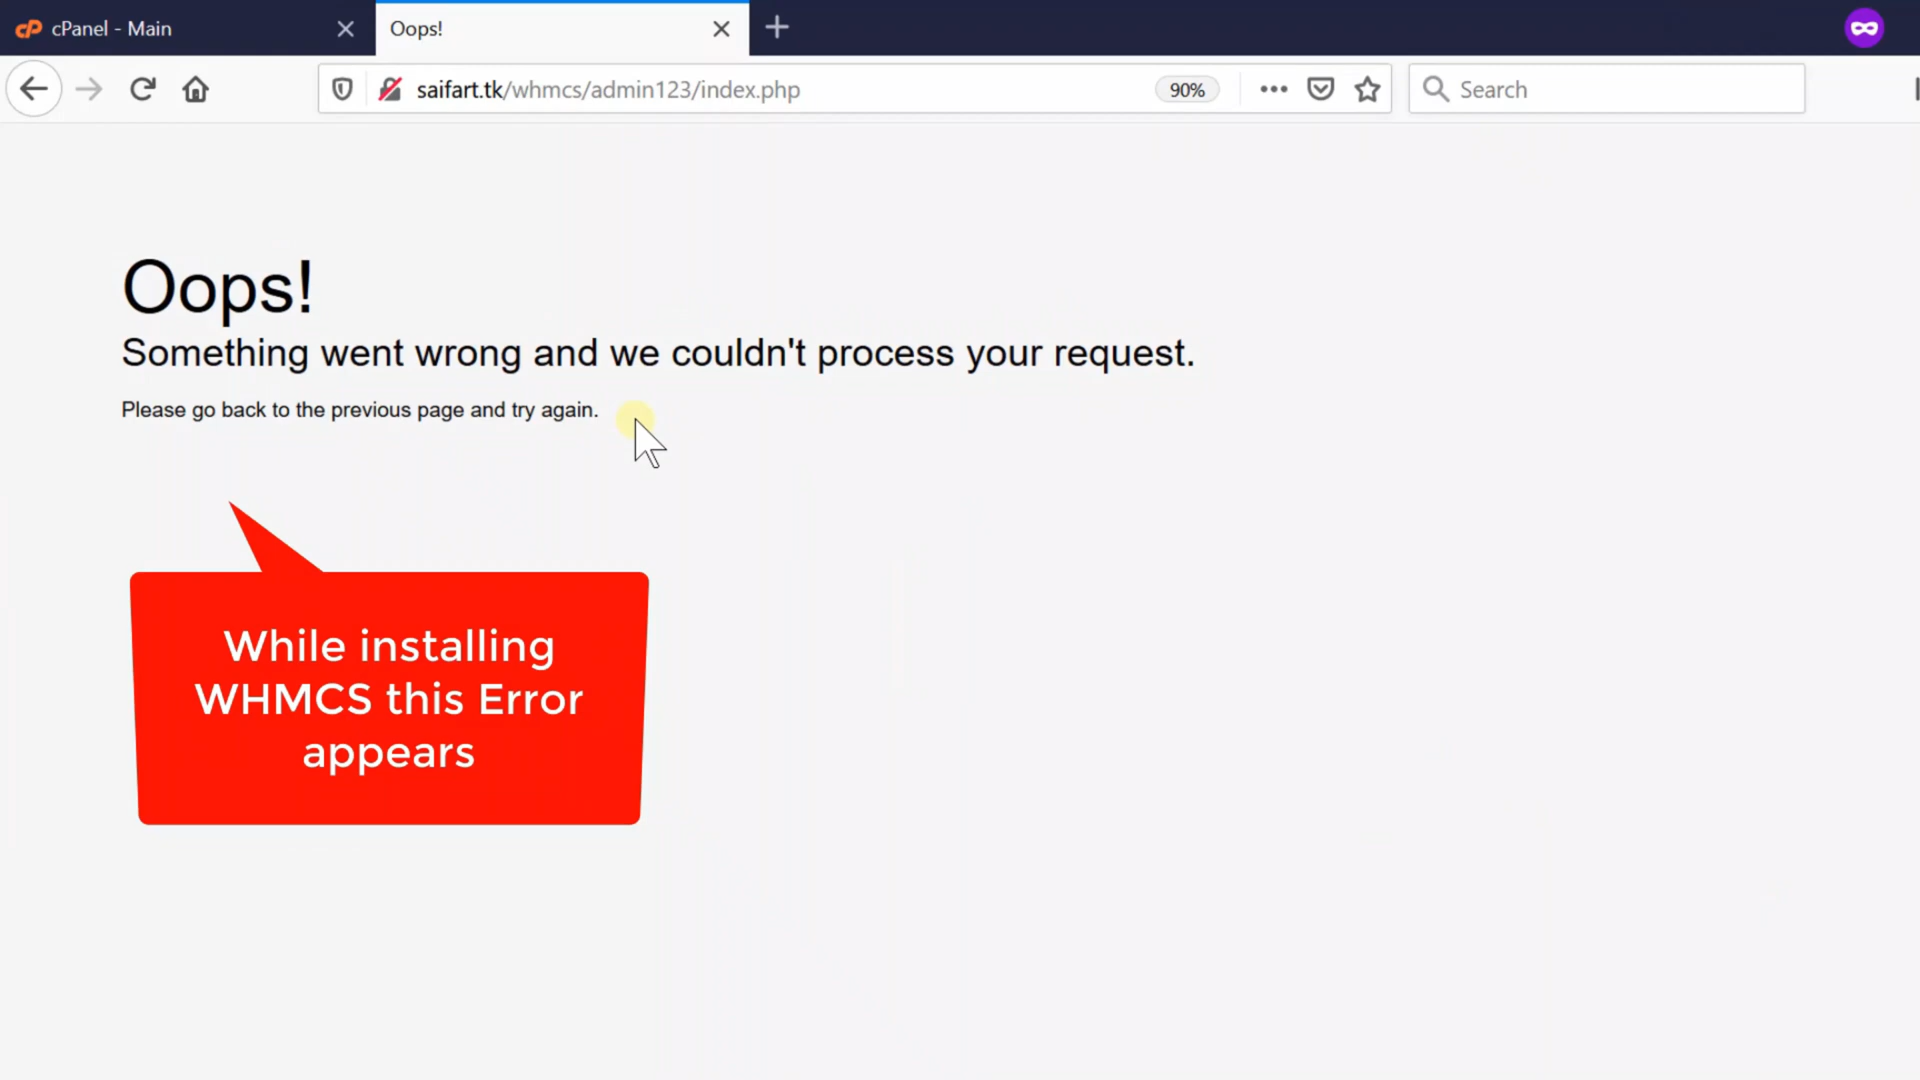 cPanel - Main
Oops!
saifart.tk/whmcs/admin123/index.php
90%
Search
Oops!
Something went wrong and we couldn't process your request.
Please go back to the previous page and try again.
While installing
WHMCS this Error
appears